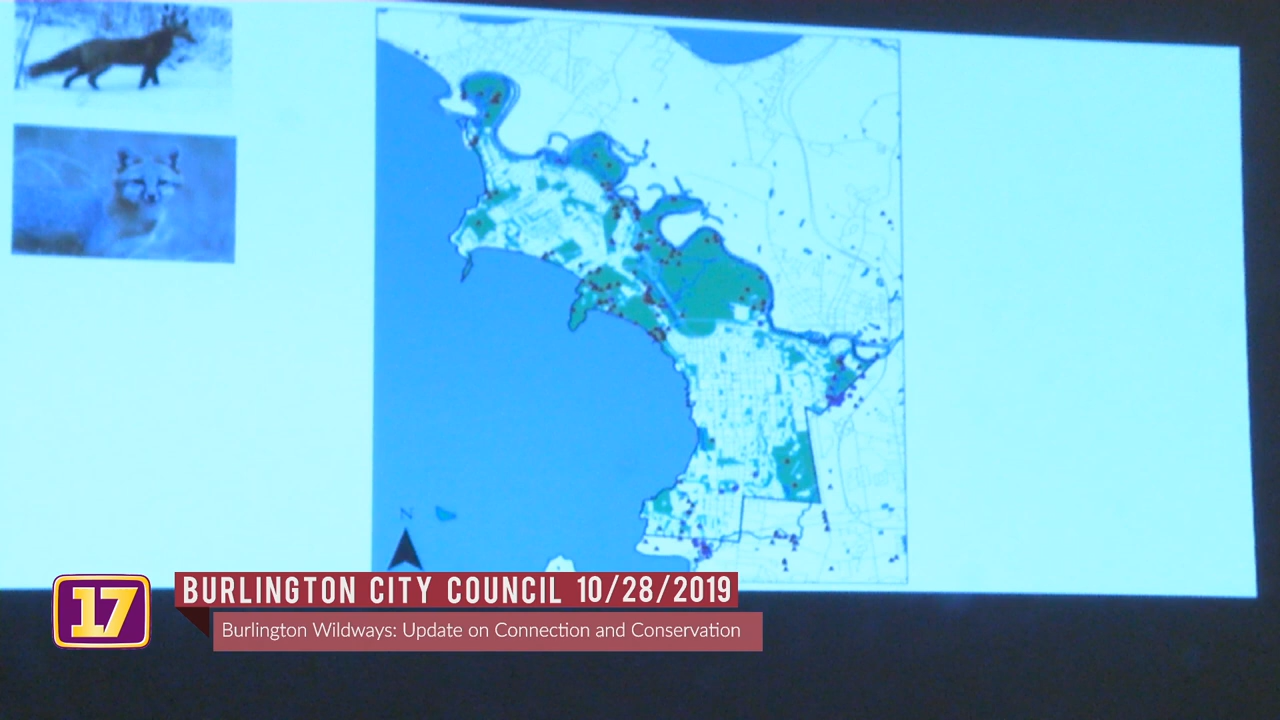 N
17
BURLINGTON CITY COUNCIL 10/28/2019
Burlington Wildways: Update on Connection and Conservation